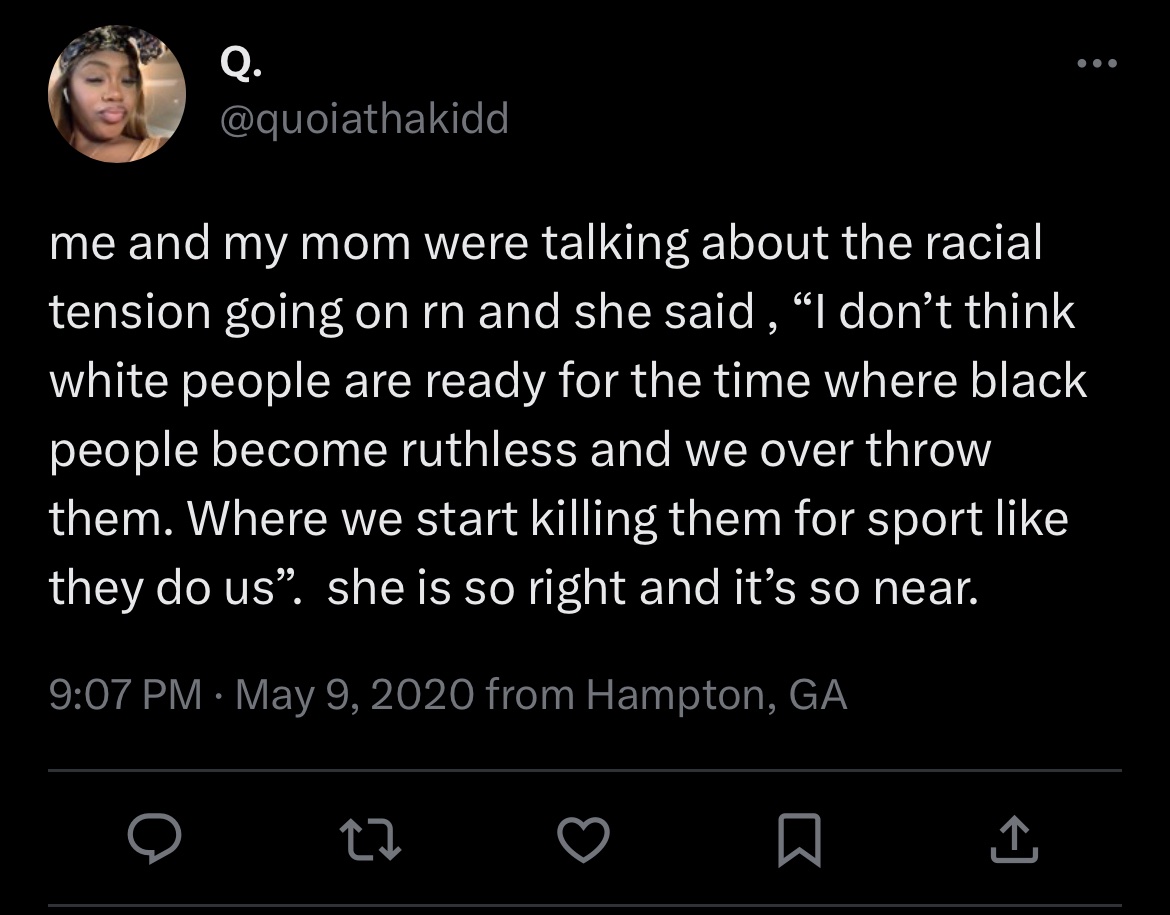 Q.
@quoiathakidd
me and my mom were talking about the racial
tension going on rn and she said , “I don’t think
white people are ready for the time where black
people become ruthless and we over throw
them. Where we start killing them for sport like
they do us”.  she is so right and it’s so near.
9:07 PM · May 9, 2020 from Hampton, GA